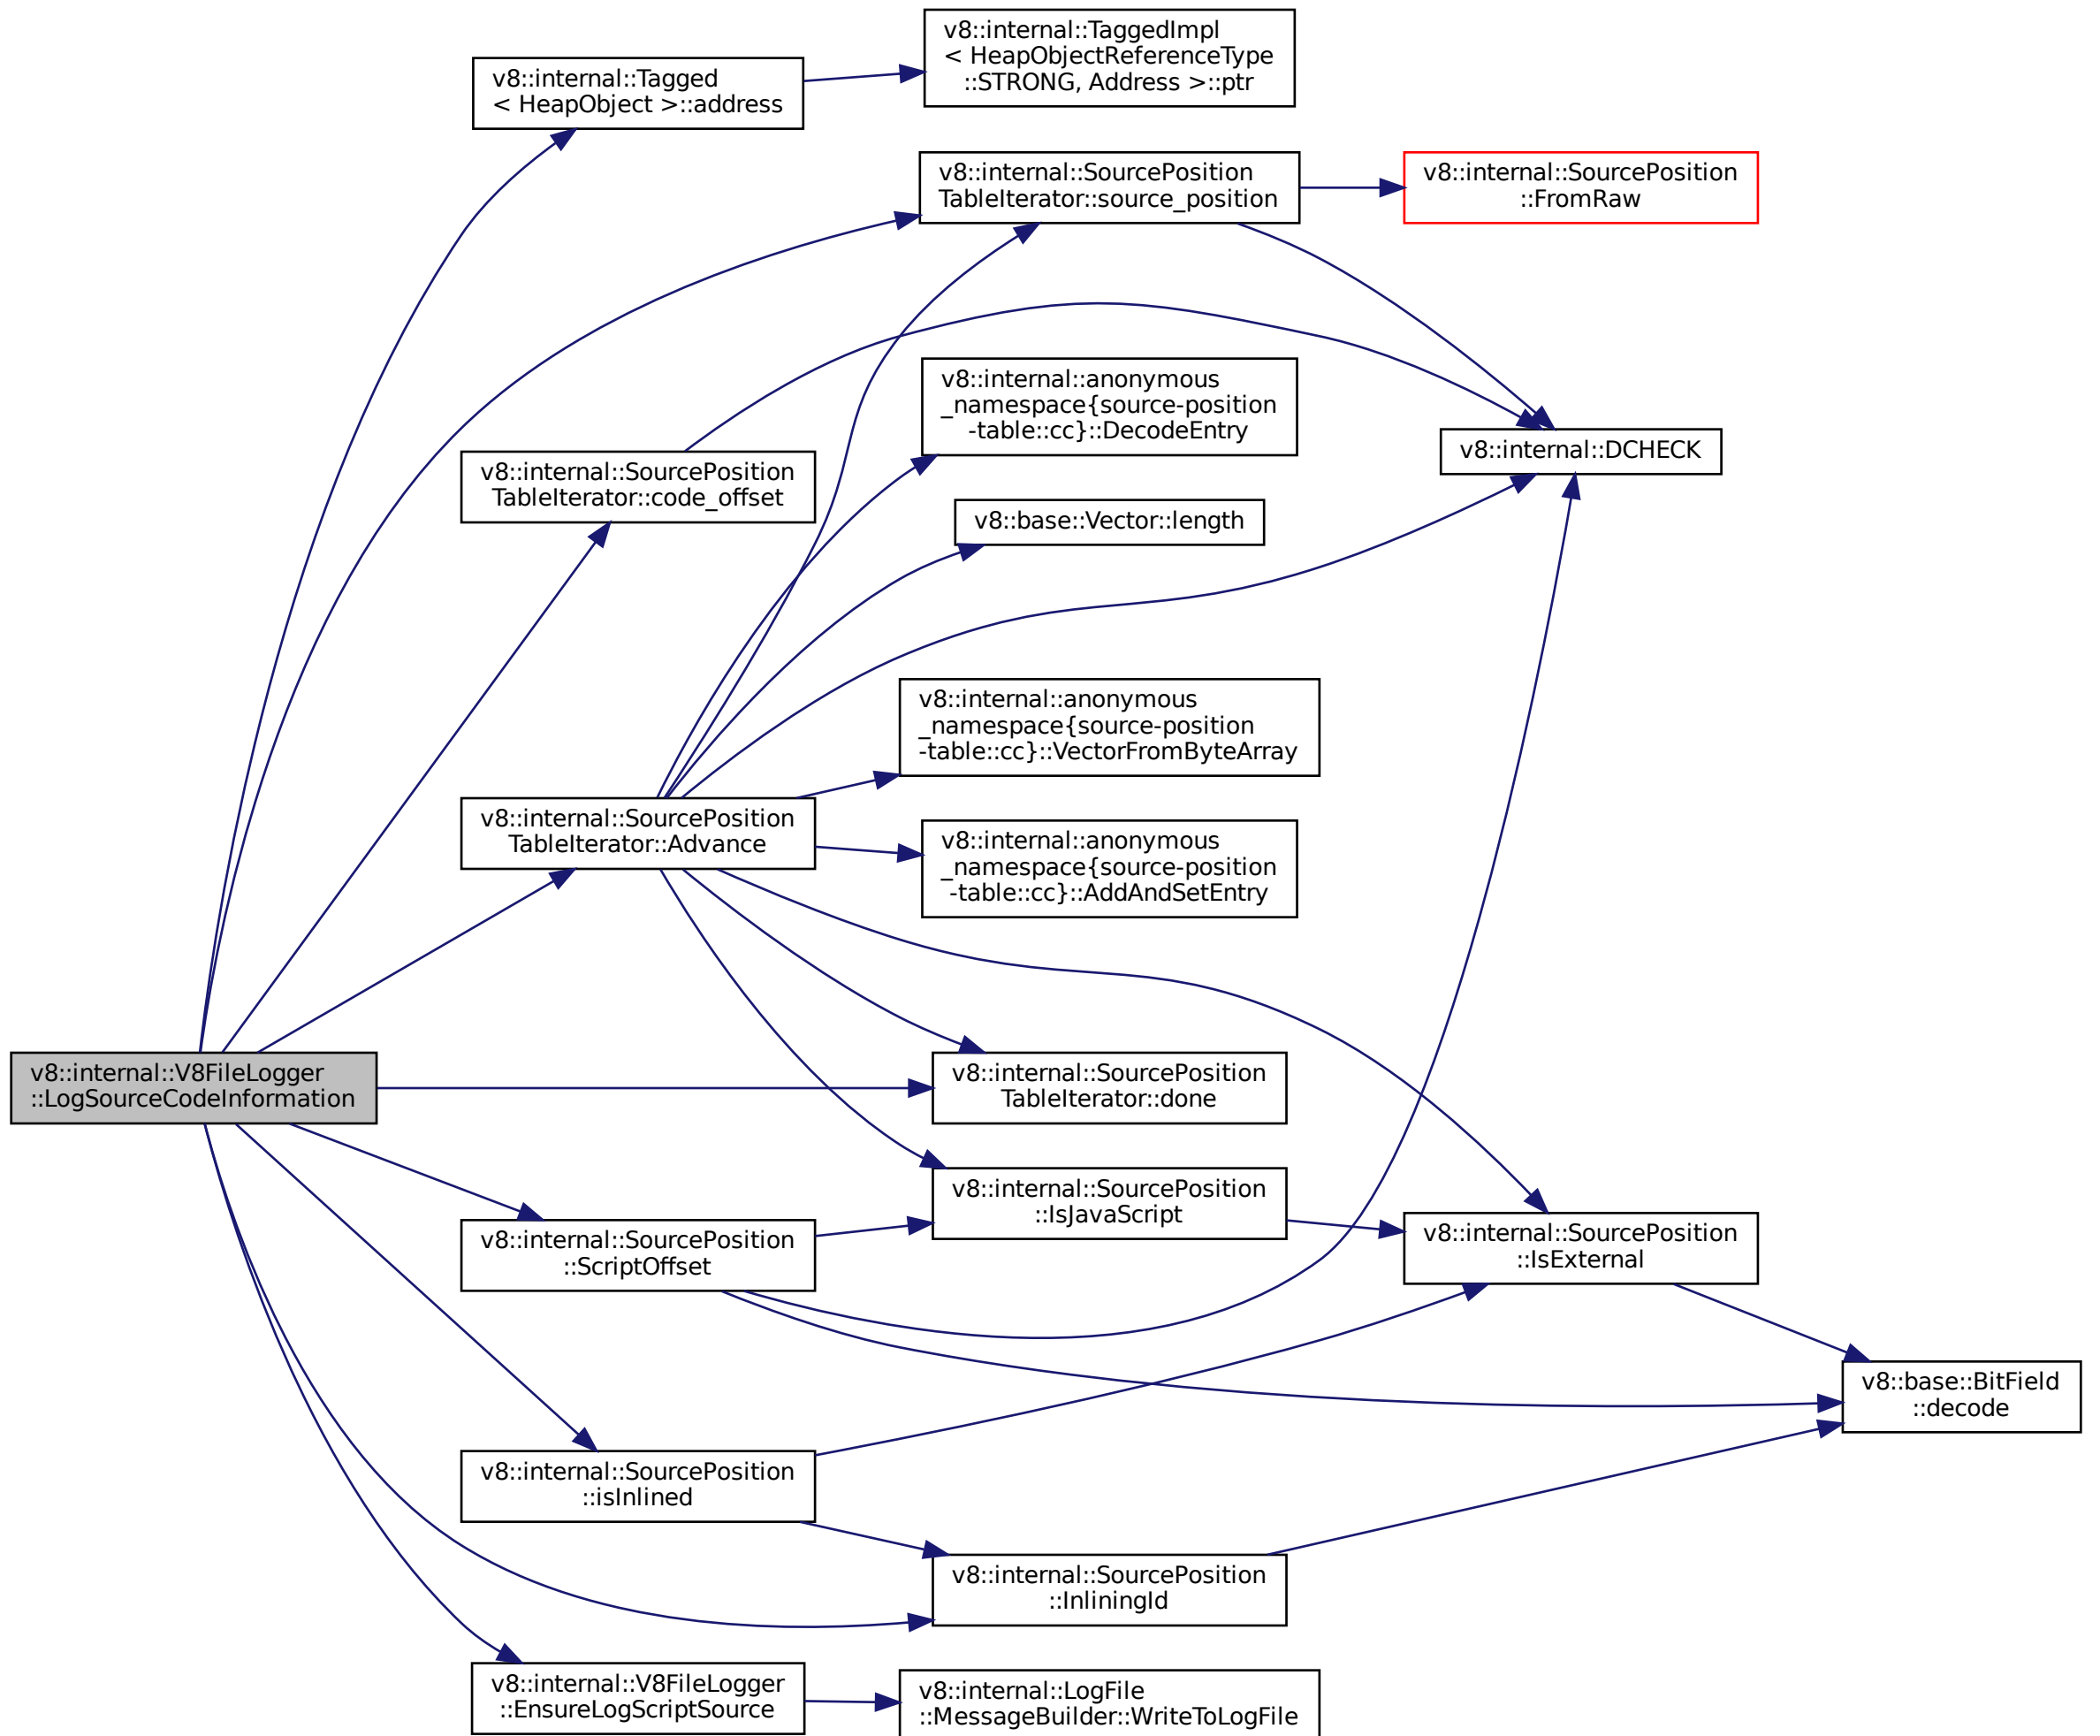 v8::internal::TaggedImpl
< HeapObjectReferenceType
::STRONG, Address >::ptr
v8::internal::Tagged
< HeapObject >::address
v8::internal::SourcePosition
TableIterator::source_position
v8::internal::SourcePosition
::FromRaw
v8::internal::anonymous
_namespace{source-position
-table::cc}::DecodeEntry
v8::internal::DCHECK
v8::internal::SourcePosition
TableIterator::code_offset
v8::base::Vector::length
v8::internal::anonymous
_namespace{source-position
-table::cc}::VectorFromByteArray
v8::internal::SourcePosition
TableIterator::Advance
v8::internal::anonymous
_namespace{source-position
-table::cc}::AddAndSetEntry
v8::internal::V8FileLogger
::LogSourceCodeInformation
v8::internal::SourcePosition
TableIterator::done
v8::internal::SourcePosition
::IsJavaScript
v8::internal::SourcePosition
::ScriptOffset
v8::internal::SourcePosition
::IsExternal
v8::base::BitField
::decode
v8::internal::SourcePosition
::isInlined
v8::internal::SourcePosition
::InliningId
v8::internal::V8FileLogger
::EnsureLogScriptSource
v8::internal::LogFile
::MessageBuilder::WriteToLogFile